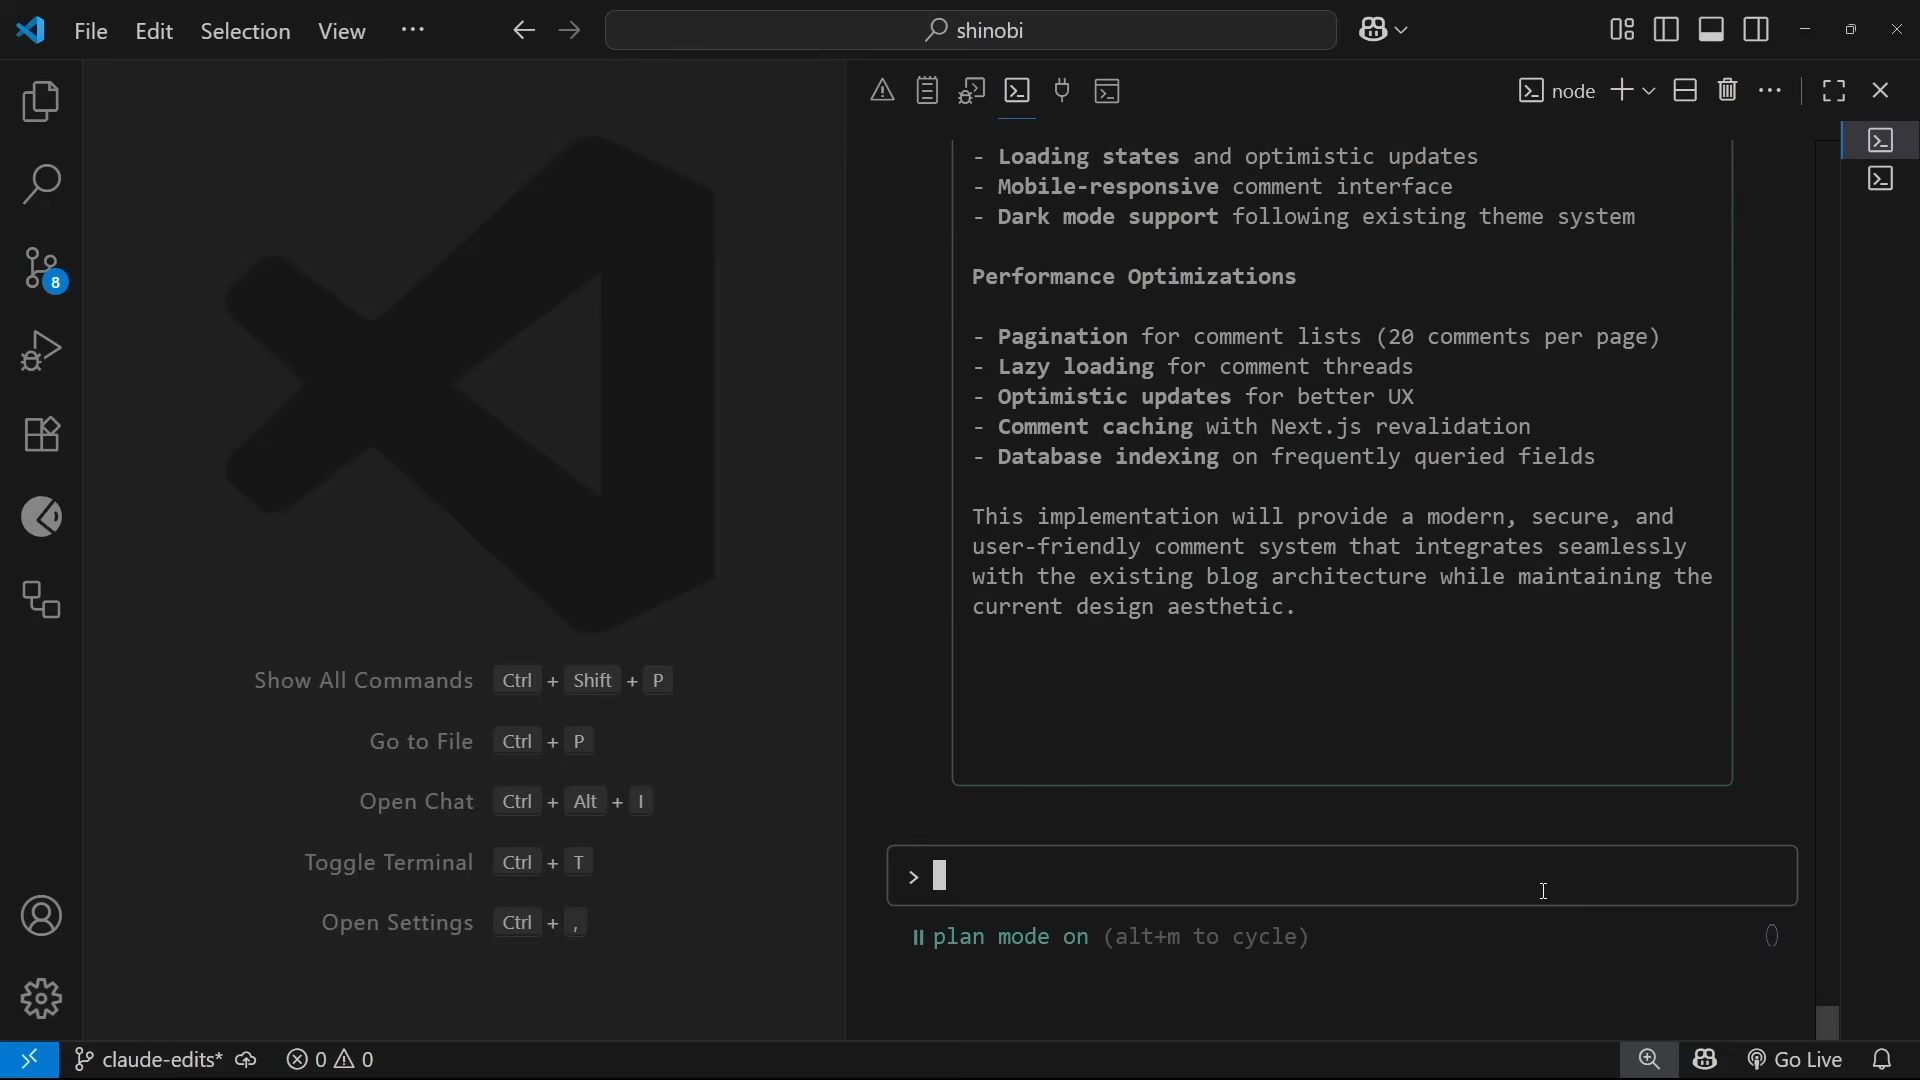 File Edit Selection View ···
shinobi
node
8
- Loading states and optimistic updates
- Mobile-responsive comment interface
- Dark mode support following existing theme system
Performance Optimizations
- Pagination for comment lists (20 comments per page)
- Lazy loading for comment threads
- Optimistic updates for better UX
- Comment caching with Next.js revalidation
- Database indexing on frequently queried fields
This implementation will provide a modern, secure, and
user-friendly comment system that integrates seamlessly
with the existing blog architecture while maintaining the
current design aesthetic.
Show All Commands Ctrl + Shift + P
Go to File Ctrl + P
Open Chat Ctrl + Alt + I
Toggle Terminal Ctrl + T
Open Settings Ctrl + ,
>
plan mode on (alt+m to cycle)
claude-edits* 0 0
Go Live